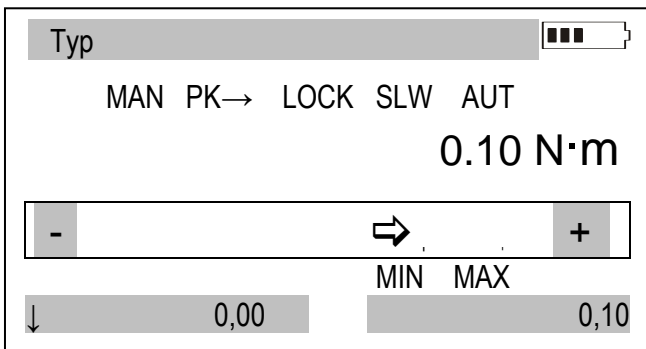 Typ
MAN PK→ LOCK SLW AUT
0.10 N·m
- +
MIN MAX
↓ 0,00 0,10